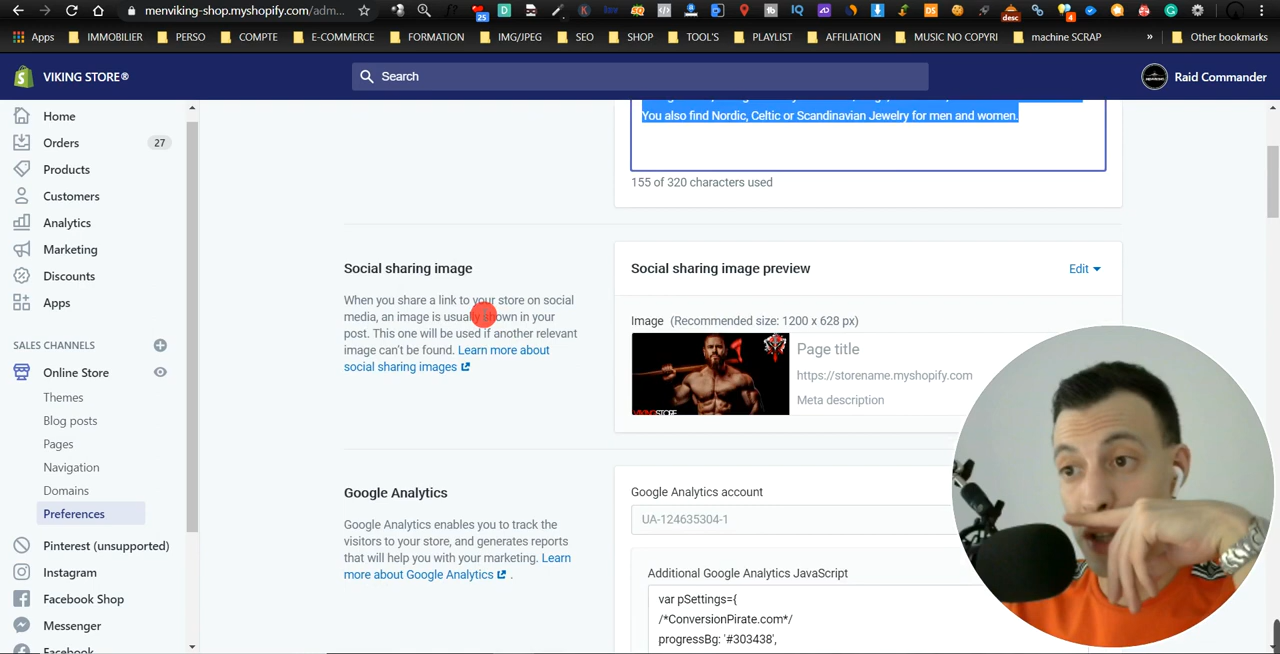 menviking-shop.myshopify.com/adm...
25
4
desc
Apps
IMMOBILIER
PERSO
COMPTE
E-COMMERCE
FORMATION
IMG/JPEG
SEO
SHOP
TOOL'S
PLAYLIST
AFFILIATION
MUSIC NO COPYRI
machine SCRAP
»
Other bookmarks
VIKING STORE®
Search
Raid Commander
Home
Orders
27
Products
Customers
Analytics
Marketing
Discounts
Apps
SALES CHANNELS
Online Store
Themes
Blog posts
Pages
Navigation
Domains
Preferences
Pinterest (unsupported)
Instagram
Facebook Shop
Messenger
Facebook
You also find Nordic, Celtic or Scandinavian Jewelry for men and women.
155 of 320 characters used
Social sharing image
When you share a link to your store on social
media, an image is usually shown in your
post. This one will be used if another relevant
image can't be found. Learn more about
social sharing images
Social sharing image preview
Edit
Image (Recommended size: 1200 x 628 px)
VIKINGSTORE
Page title
https://storename.myshopify.com
Meta description
Google Analytics
Google Analytics enables you to track the
visitors to your store, and generates reports
that will help you with your marketing. Learn
more about Google Analytics .
Google Analytics account
UA-124635304-1
Additional Google Analytics JavaScript
var pSettings={
/*ConversionPirate.com*/
progressBg: '#303438',